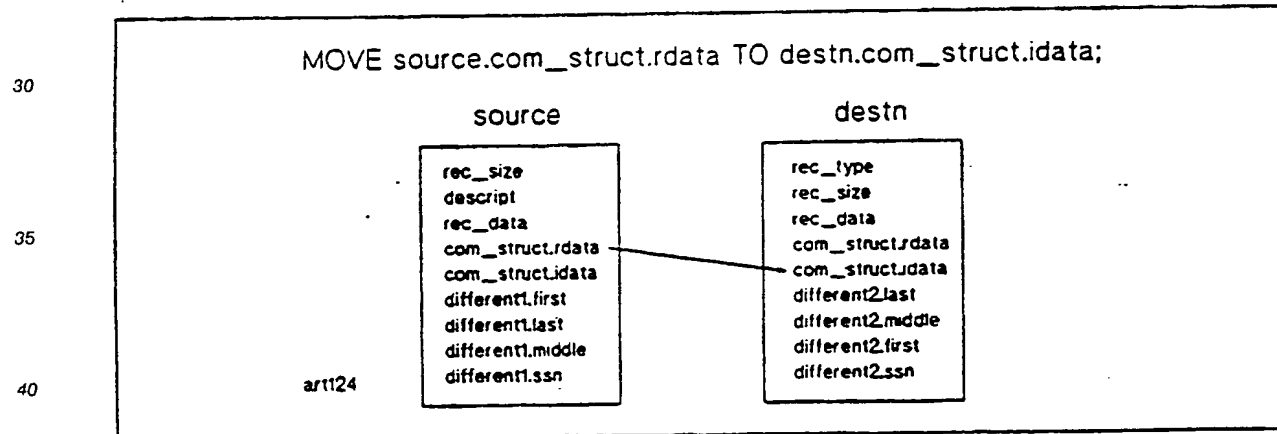 MOVE source.com_struct.rdata TO destn.com_struct.idata;
30
source
destn
rec_size
descript
rec_data
com_struct.rdata
com_struct.idata
different1.first
different1.last
different1.middle
different1.ssn
rec_type
rec_size
rec_data
com_struct.rdata
com_struct.idata
different2.last
different2.middle
different2.first
different2.ssn
35
40
art124